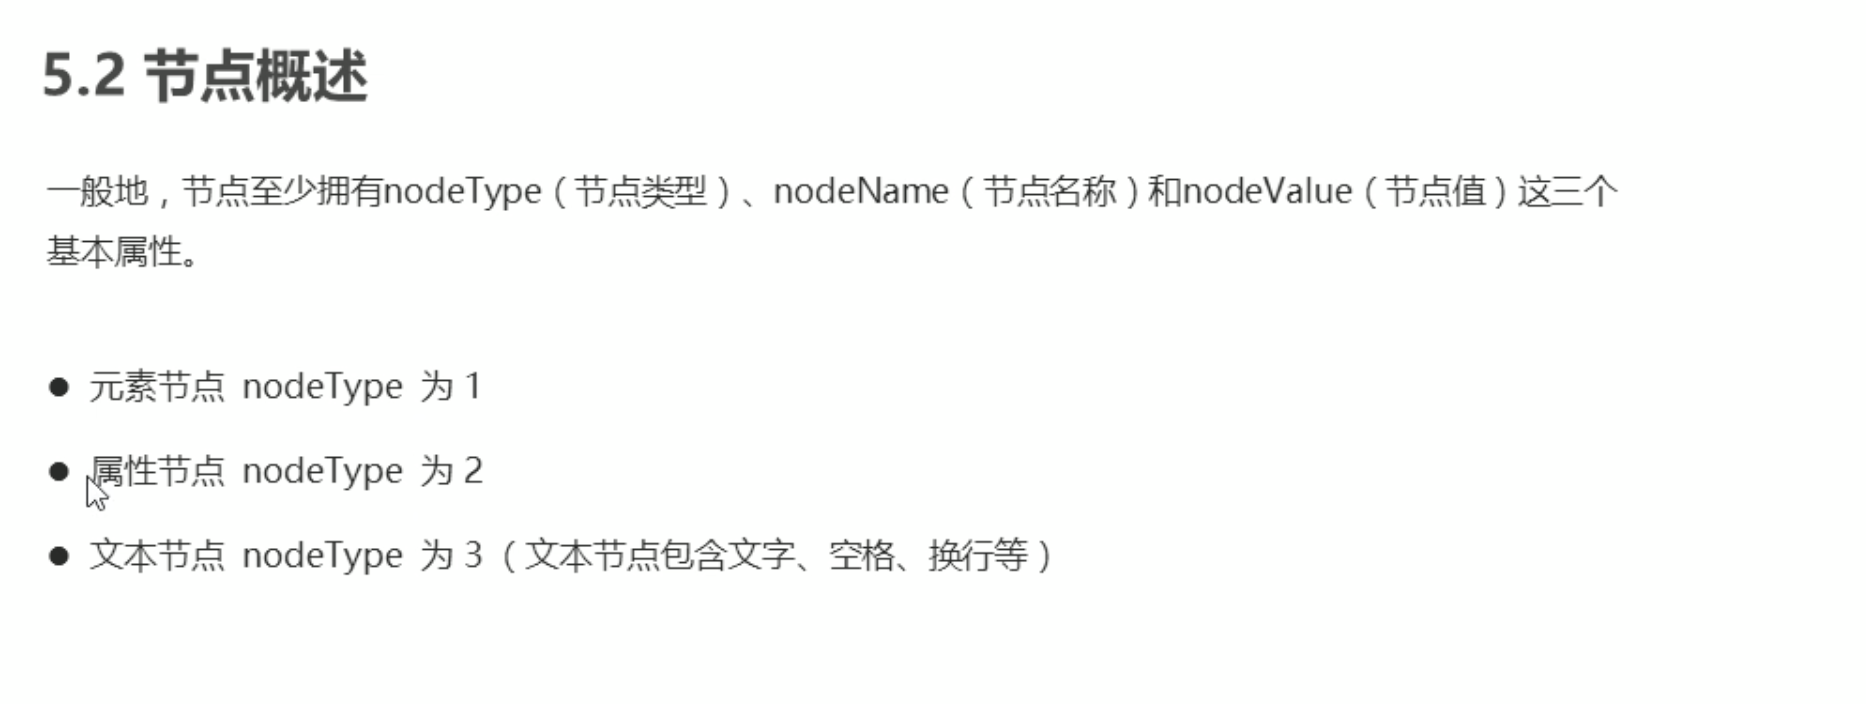 5.2 节点概述
一般地，节点至少拥有nodeType（节点类型）、nodeName（节点名称）和nodeValue（节点值）这三个
基本属性。
● 元素节点 nodeType 为 1
● 属性节点 nodeType 为 2
● 文本节点 nodeType 为 3（文本节点包含文字、空格、换行等）